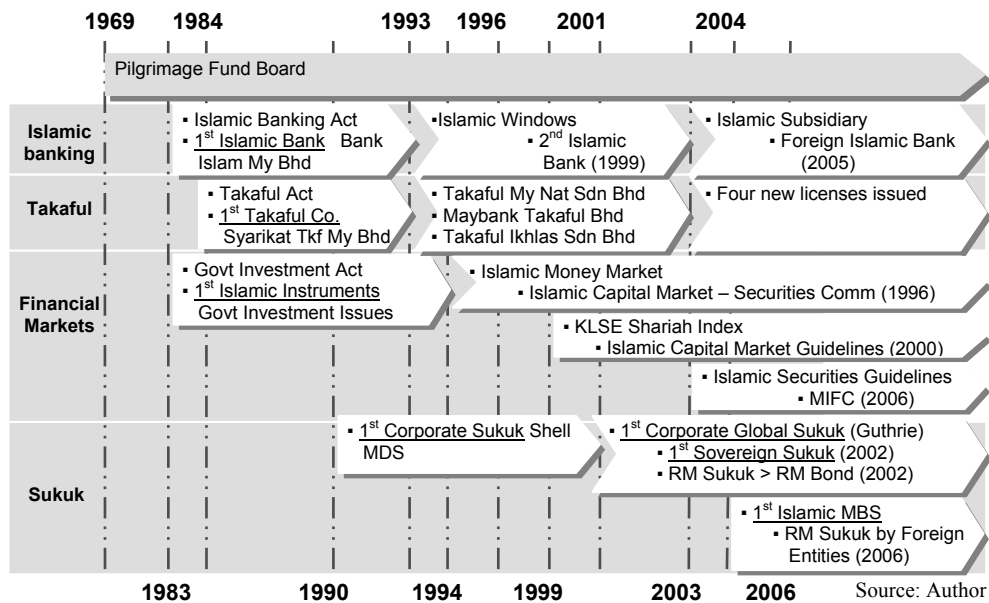 1969 1984 1993 1996 2001 2004
Pilgrimage Fund Board
Islamic
banking
▪ Islamic Banking Act
▪ 1st Islamic Bank Bank
Islam My Bhd
▪Islamic Windows
▪ 2nd Islamic
Bank (1999)
▪ Islamic Subsidiary
▪ Foreign Islamic Bank
(2005)
Takaful
▪ Takaful Act
▪ 1st Takaful Co.
Syarikat Tkf My Bhd
▪ Takaful My Nat Sdn Bhd
▪ Maybank Takaful Bhd
▪ Takaful Ikhlas Sdn Bhd
▪ Four new licenses issued
Financial
Markets
▪ Govt Investment Act
▪ 1st Islamic Instruments
Govt Investment Issues
▪ Islamic Money Market
▪ Islamic Capital Market – Securities Comm (1996)
▪ KLSE Shariah Index
▪ Islamic Capital Market Guidelines (2000)
▪ Islamic Securities Guidelines
▪ MIFC (2006)
Sukuk
▪ 1st Corporate Sukuk Shell
MDS
▪ 1st Corporate Global Sukuk (Guthrie)
▪ 1st Sovereign Sukuk (2002)
▪ RM Sukuk > RM Bond (2002)
▪ 1st Islamic MBS
▪ RM Sukuk by Foreign
Entities (2006)
1983 1990 1994 1999 2003 2006 Source: Author